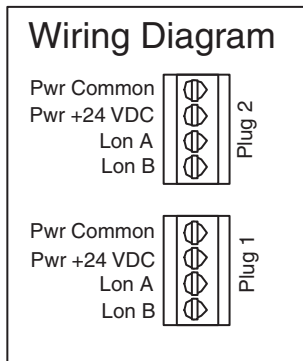 Wiring Diagram
Pwr Common
Pwr +24 VDC
Lon A
Lon B
Plug 2
Pwr Common
Pwr +24 VDC
Lon A
Lon B
Plug 1